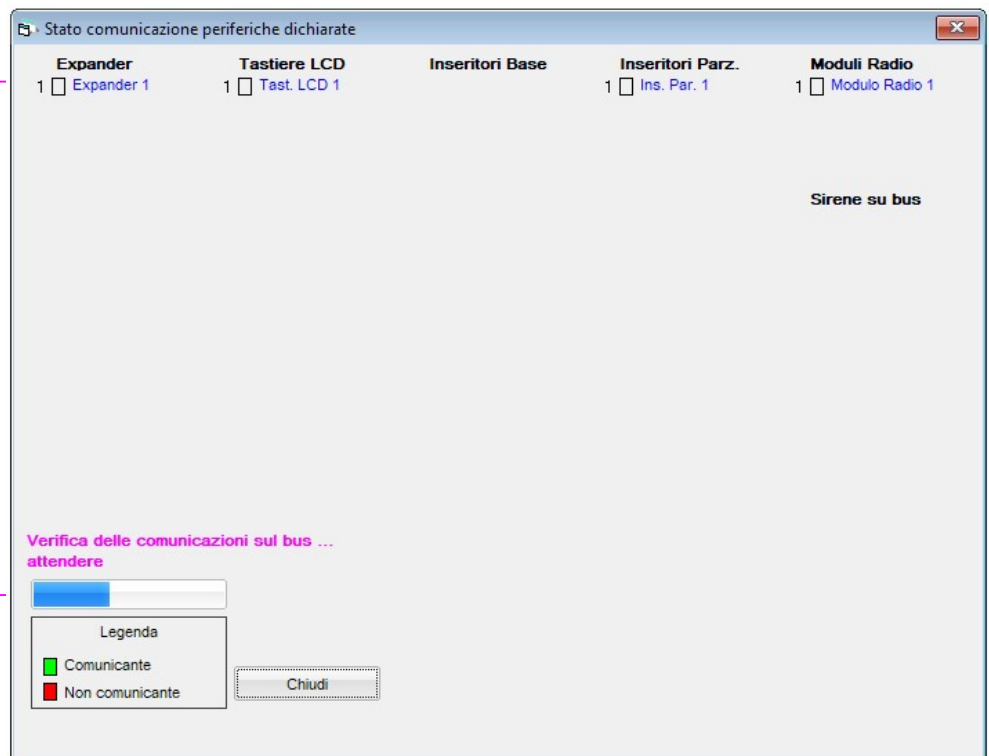 Stato comunicazione periferiche dichiarate
Expander Tastiere LCD Inseritori Base Inseritori Parz. Moduli Radio
1 Expander 1 1 Tast. LCD 1 1 Ins. Par. 1 1 Modulo Radio 1
Sirene su bus
Verifica delle comunicazioni sul bus ...
attendere
Legenda
Comunicante
Non comunicante
Chiudi